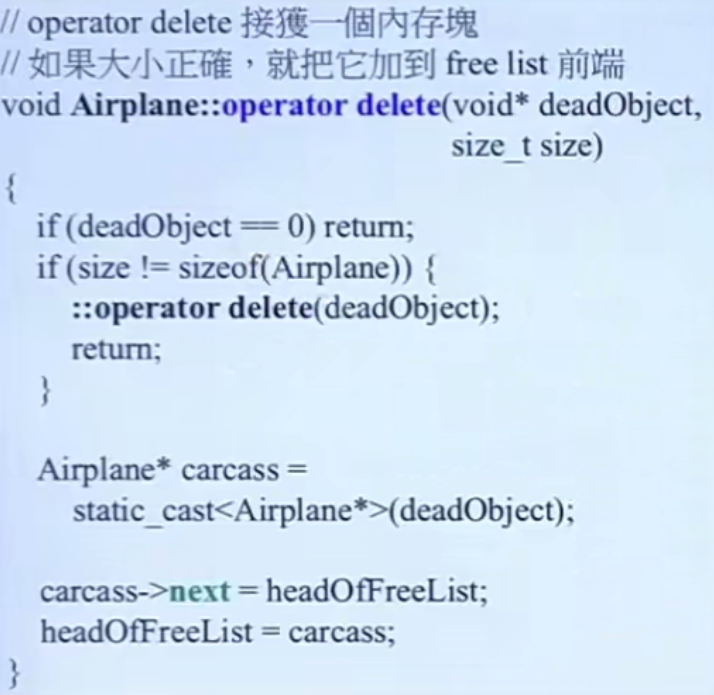 // operator delete 接獲一個內存塊
// 如果大小正確，就把它加到 free list 前端
void Airplane::operator delete(void* deadObject,
size_t size)
{
if (deadObject == 0) return;
if (size != sizeof(Airplane)) {
::operator delete(deadObject);
return;
}
Airplane* carcass =
static_cast<Airplane*>(deadObject);
carcass->next = headOfFreeList;
headOfFreeList = carcass;
}